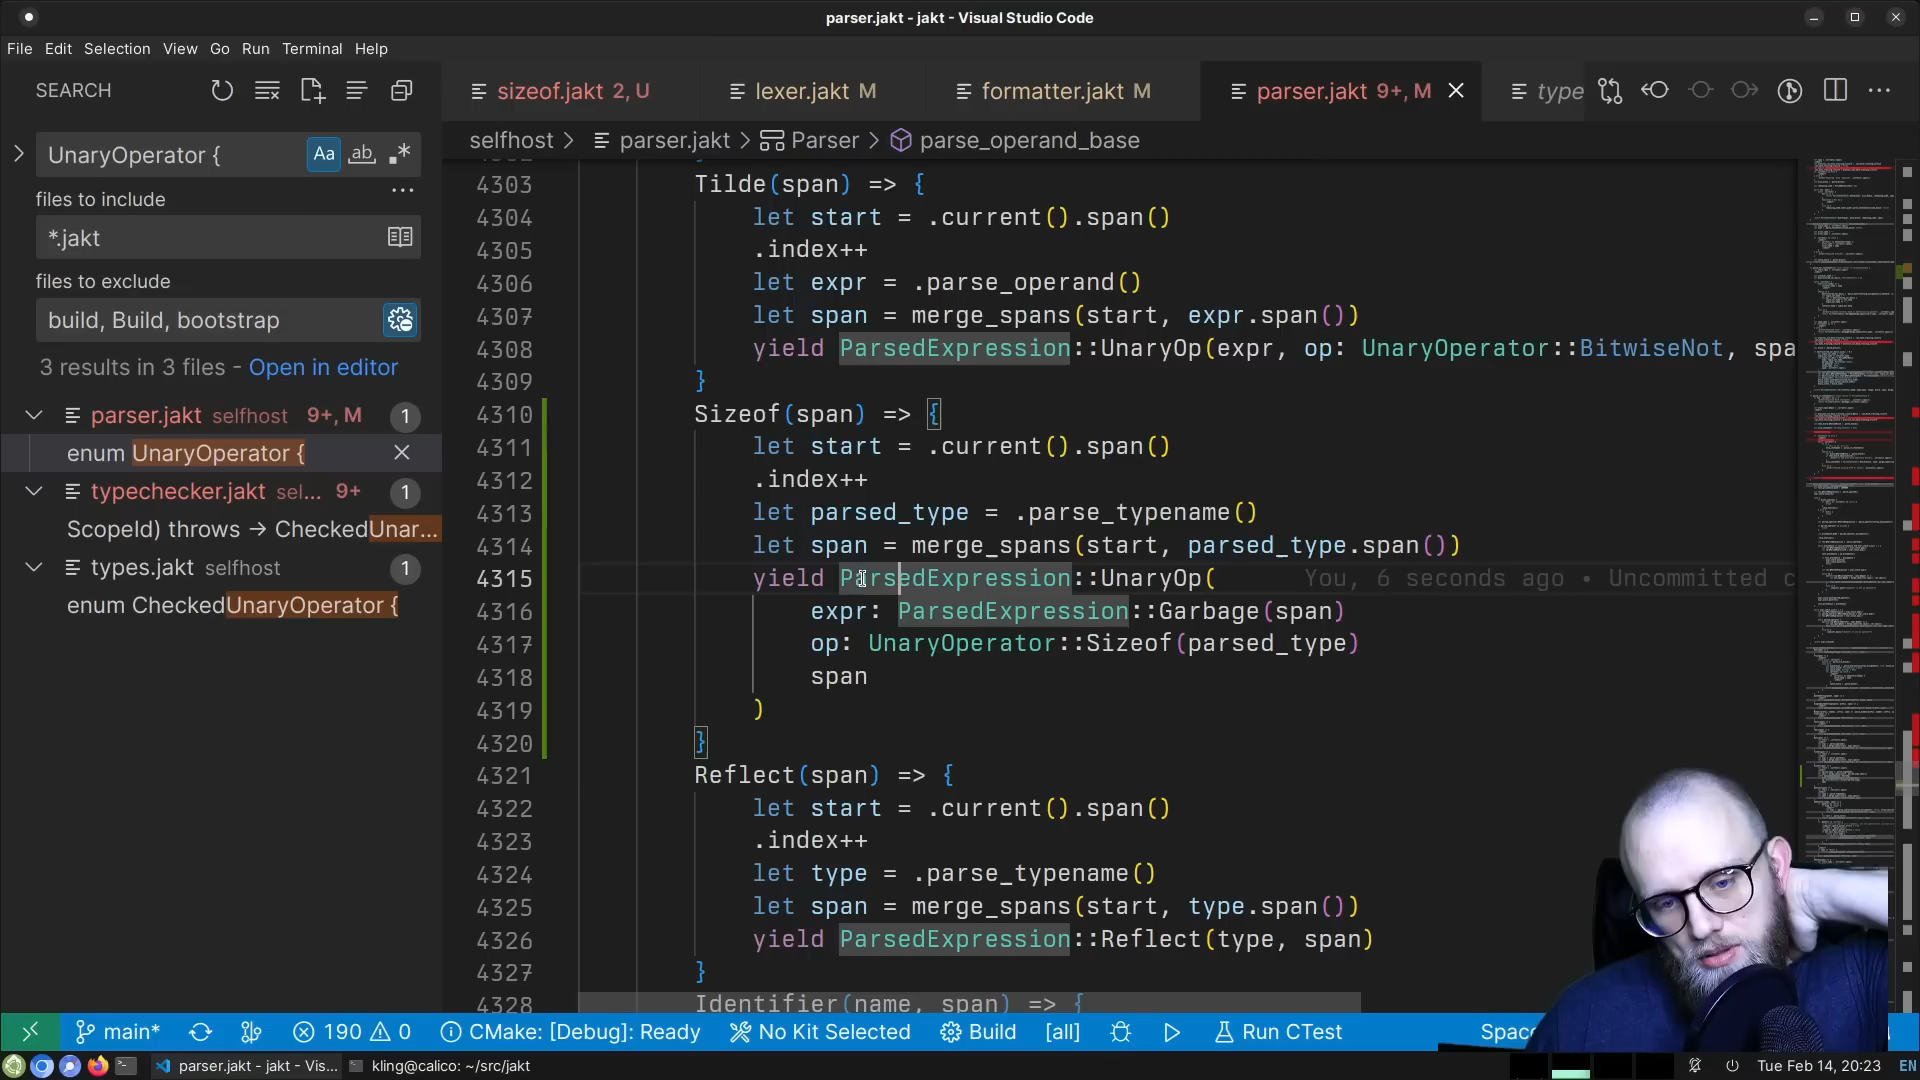 parser.jakt - jakt - Visual Studio Code
File Edit Selection View Go Run Terminal Help
SEARCH
UnaryOperator {
Aa ab .*
files to include
*.jakt
files to exclude
build, Build, bootstrap
3 results in 3 files - Open in editor
parser.jakt selfhost 9+, M 1
enum UnaryOperator {
typechecker.jakt sel... 9+ 1
ScopeId) throws -> CheckedUnar...
types.jakt selfhost 1
enum CheckedUnaryOperator {
sizeof.jakt 2, U lexer.jakt M formatter.jakt M parser.jakt 9+, M type
selfhost > parser.jakt > Parser > parse_operand_base
4303 Tilde(span) => {
4304 let start = .current().span()
4305 .index++
4306 let expr = .parse_operand()
4307 let span = merge_spans(start, expr.span())
4308 yield ParsedExpression::UnaryOp(expr, op: UnaryOperator::BitwiseNot, spa
4309 }
4310 Sizeof(span) => {
4311 let start = .current().span()
4312 .index++
4313 let parsed_type = .parse_typename()
4314 let span = merge_spans(start, parsed_type.span())
4315 yield ParsedExpression::UnaryOp( You, 6 seconds ago • Uncommitted c
4316 expr: ParsedExpression::Garbage(span)
4317 op: UnaryOperator::Sizeof(parsed_type)
4318 span
4319 )
4320 }
4321 Reflect(span) => {
4322 let start = .current().span()
4323 .index++
4324 let type = .parse_typename()
4325 let span = merge_spans(start, type.span())
4326 yield ParsedExpression::Reflect(type, span)
4327 }
4328 Identifier(name, span) => {
main* 190 0 CMake: [Debug]: Ready No Kit Selected Build [all] Run CTest Spac
parser.jakt - jakt - Vis... kling@calico: ~/src/jakt Tue Feb 14, 20:23 EN